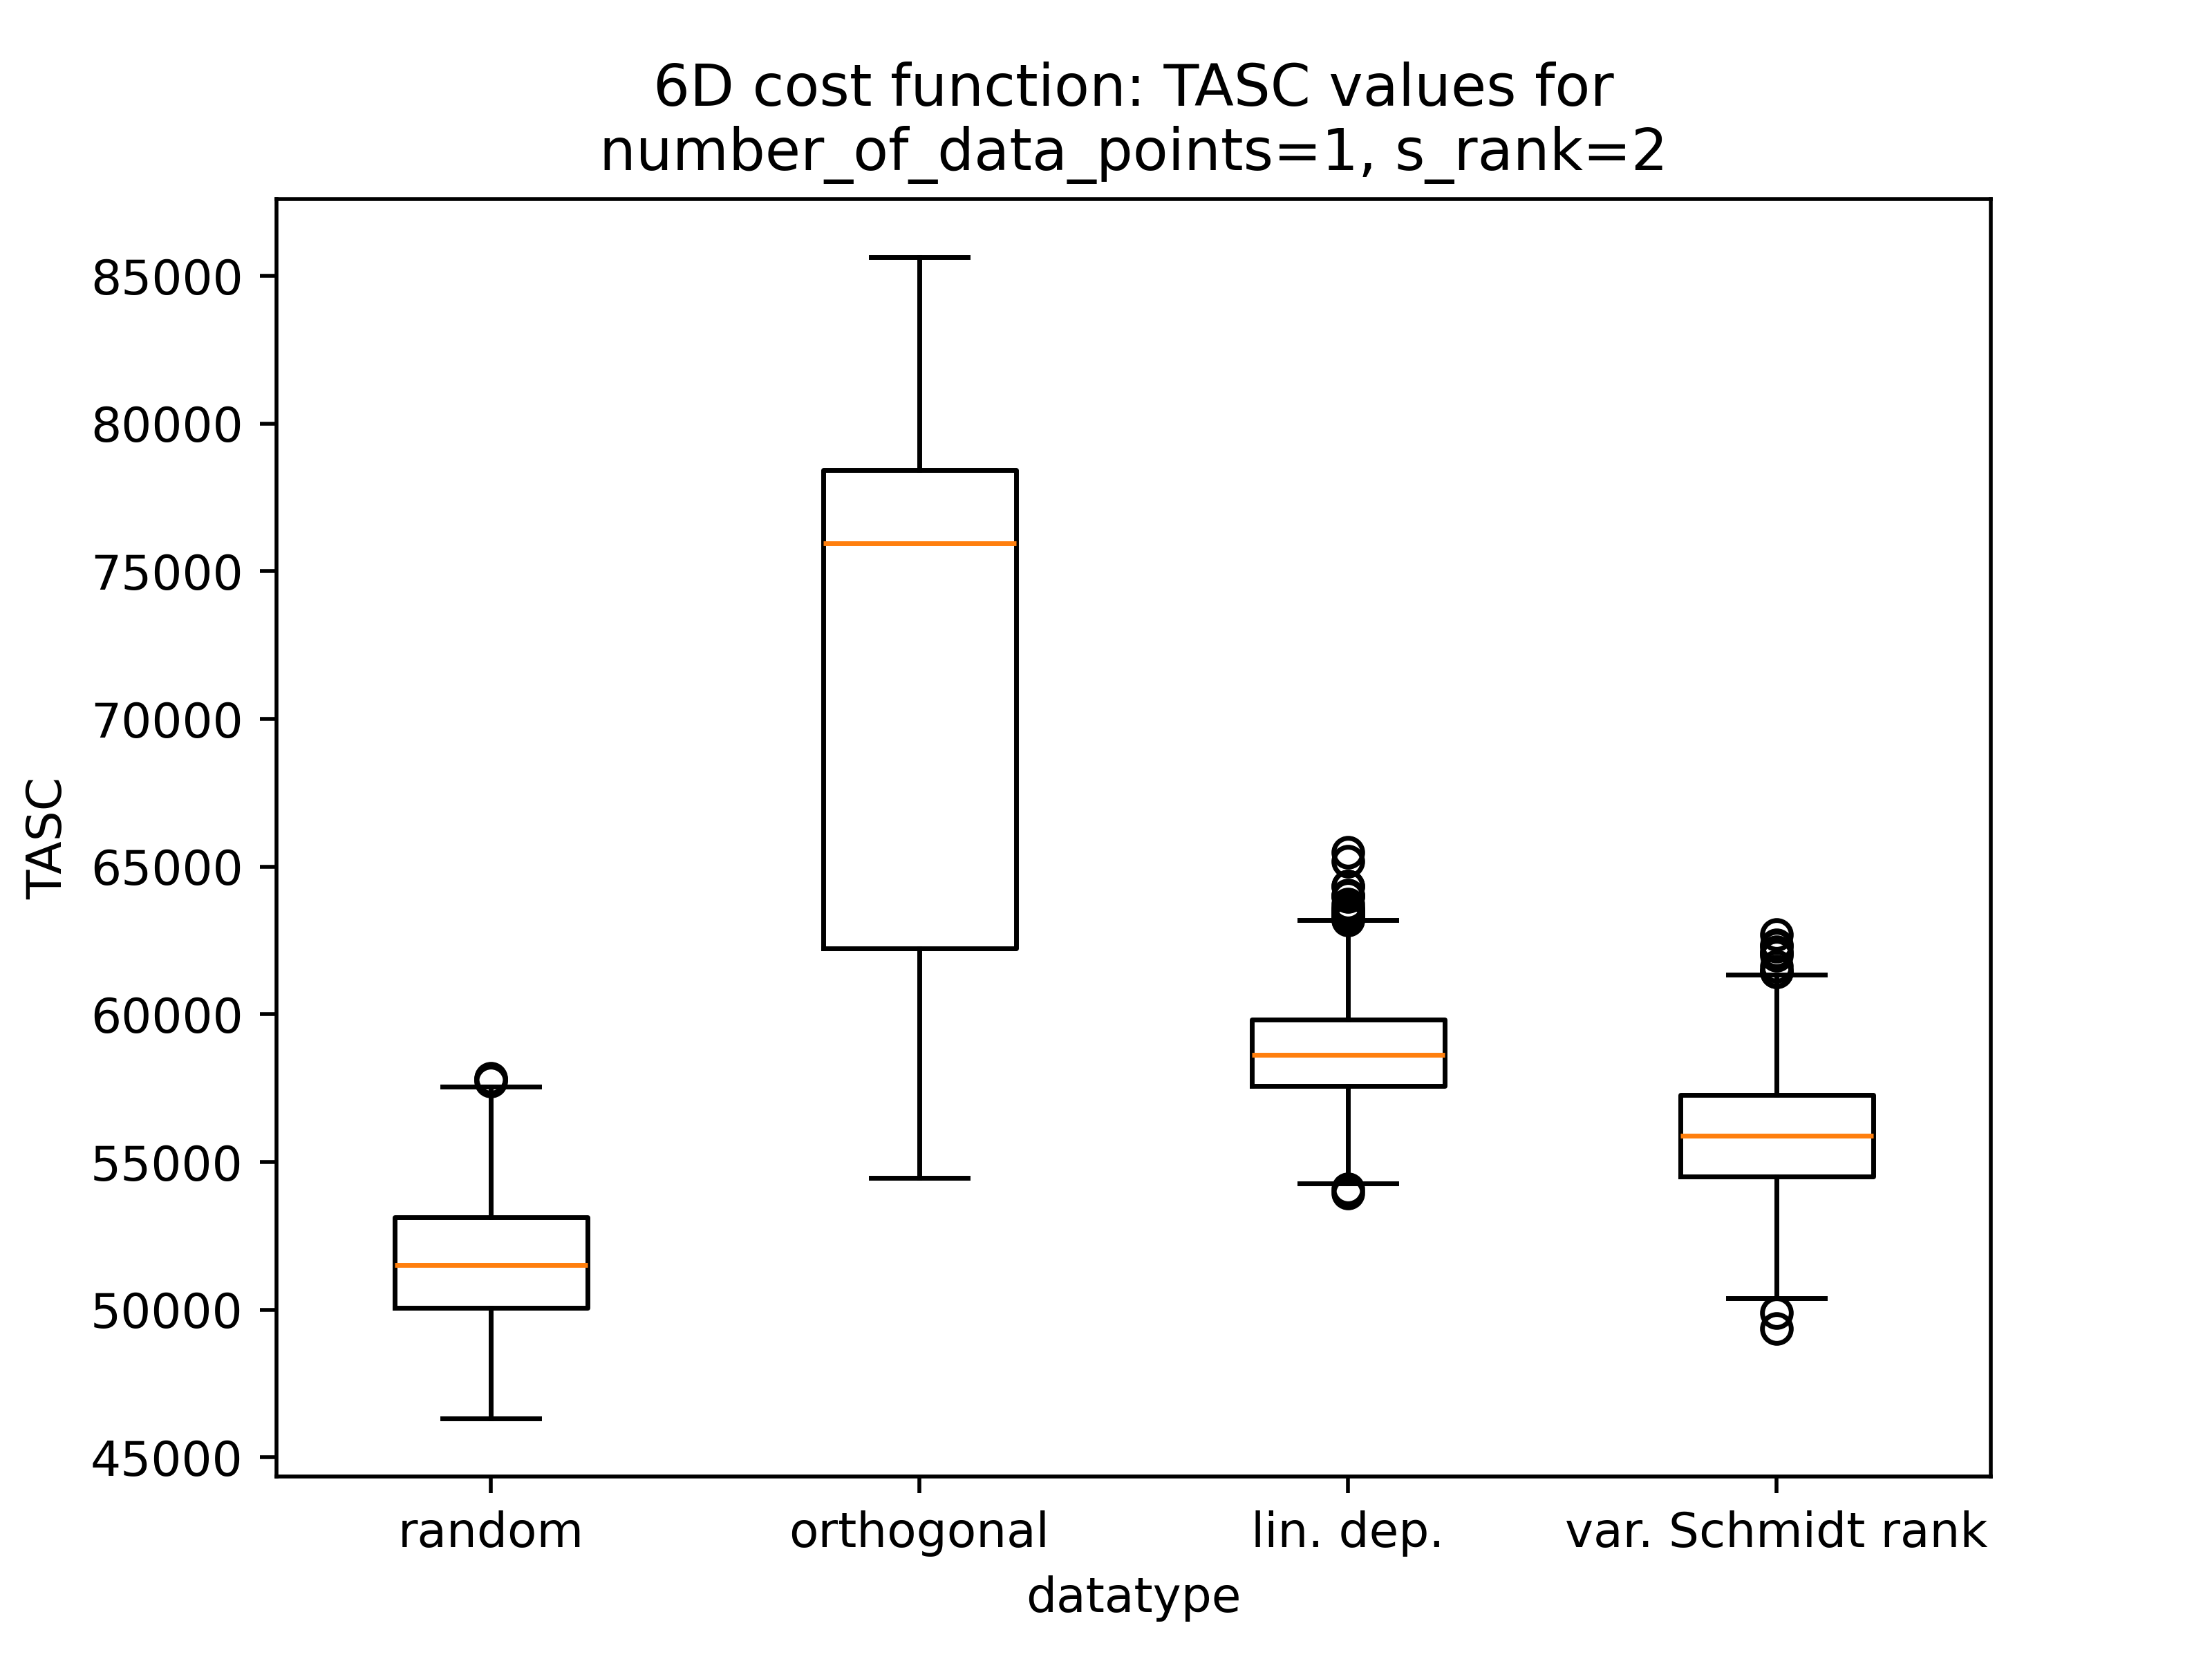 6D cost function: TASC values for
number_of_data_points=1, s_rank=2
85000
80000
75000
70000
65000
60000
55000
50000
45000
TASC
random
orthogonal
lin. dep.
var. Schmidt rank
datatype